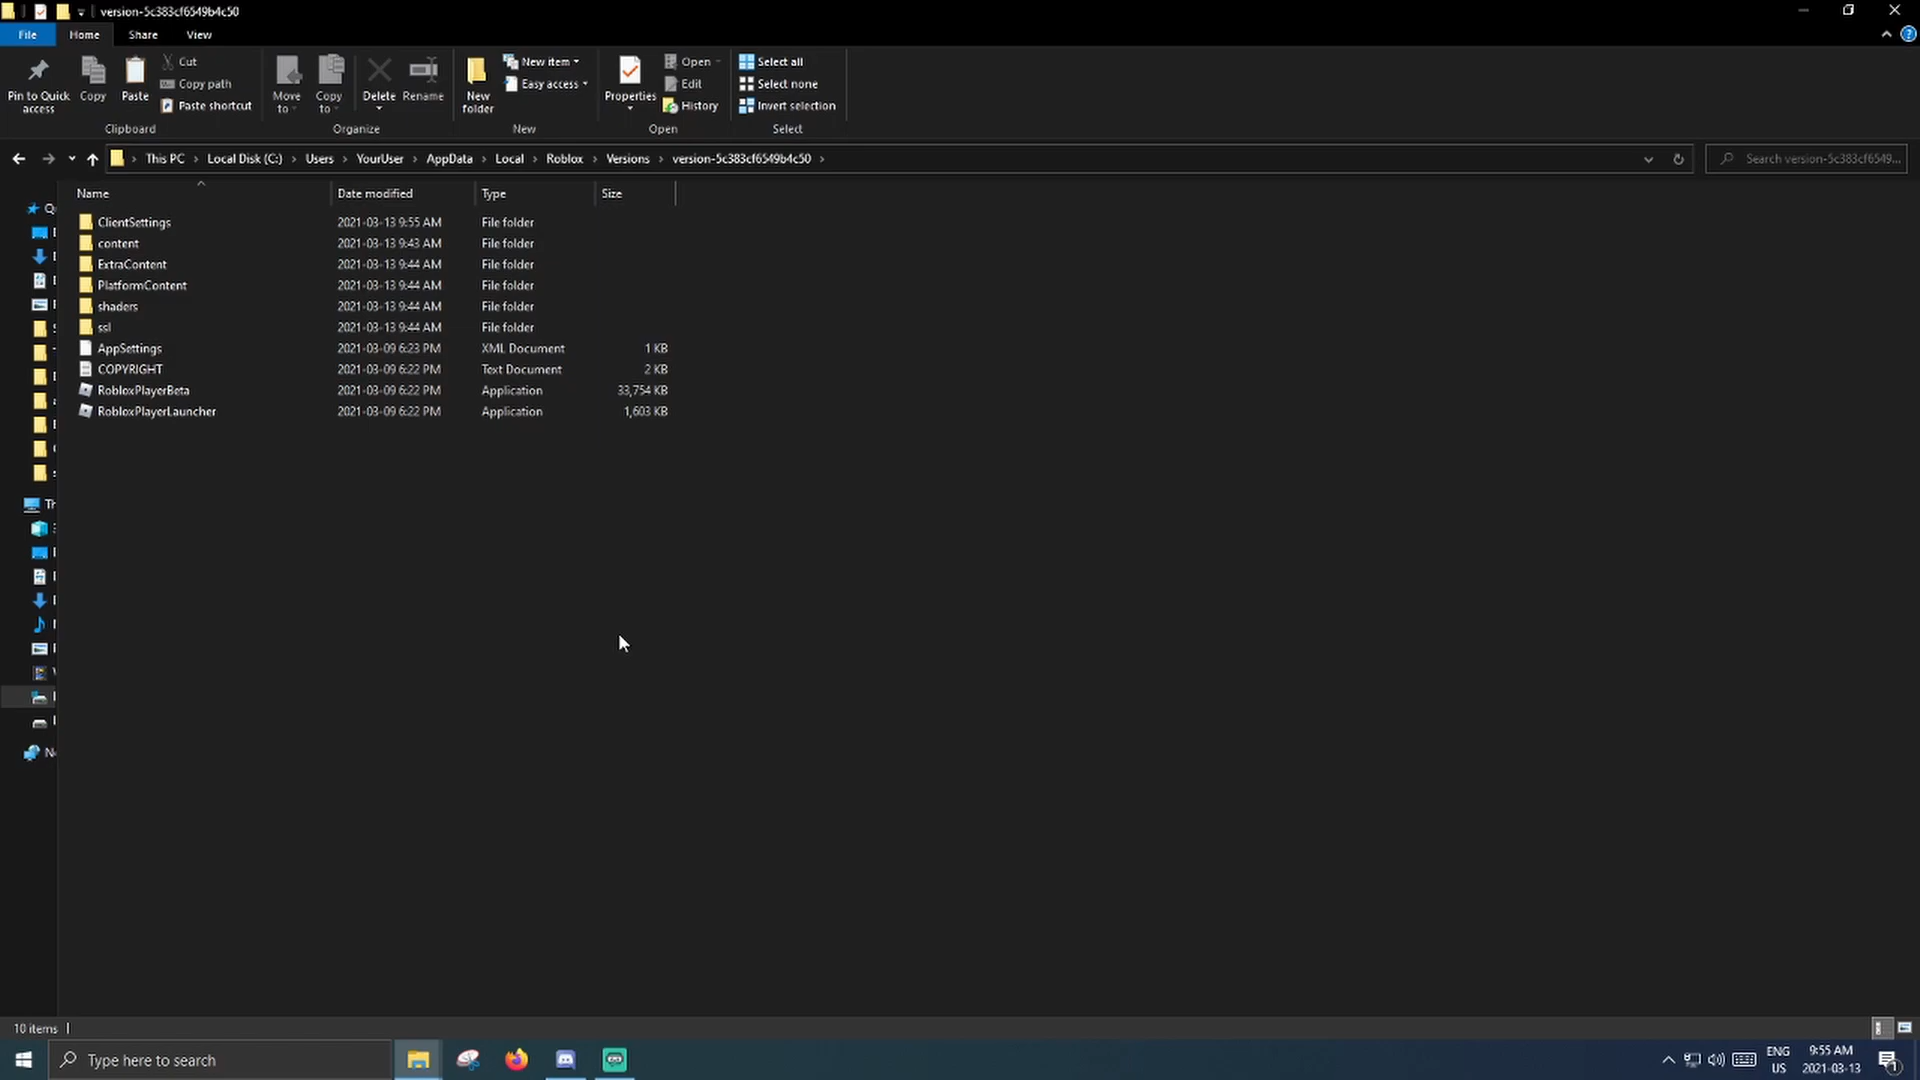 version-5c383cf6549b4c50
File Home Share View
Pin to Quick access
Copy
Paste
Cut
Copy path
Paste shortcut
Clipboard
Move to
Copy to
Delete
Rename
Organize
New folder
New item
Easy access
New
Properties
Open
Edit
History
Open
Select all
Select none
Invert selection
Select
This PC › Local Disk (C:) › Users › YourUser › AppData › Local › Roblox › Versions › version-5c383cf6549b4c50 ›
Search version-5c383cf6549...
Name Date modified Type Size
ClientSettings 2021-03-13 9:55 AM File folder
content 2021-03-13 9:43 AM File folder
ExtraContent 2021-03-13 9:44 AM File folder
PlatformContent 2021-03-13 9:44 AM File folder
shaders 2021-03-13 9:44 AM File folder
ssl 2021-03-13 9:44 AM File folder
AppSettings 2021-03-09 6:23 PM XML Document 1 KB
COPYRIGHT 2021-03-09 6:22 PM Text Document 2 KB
RobloxPlayerBeta 2021-03-09 6:22 PM Application 33,754 KB
RobloxPlayerLauncher 2021-03-09 6:22 PM Application 1,603 KB
10 items
Type here to search
ENG
US
9:55 AM
2021-03-13
1